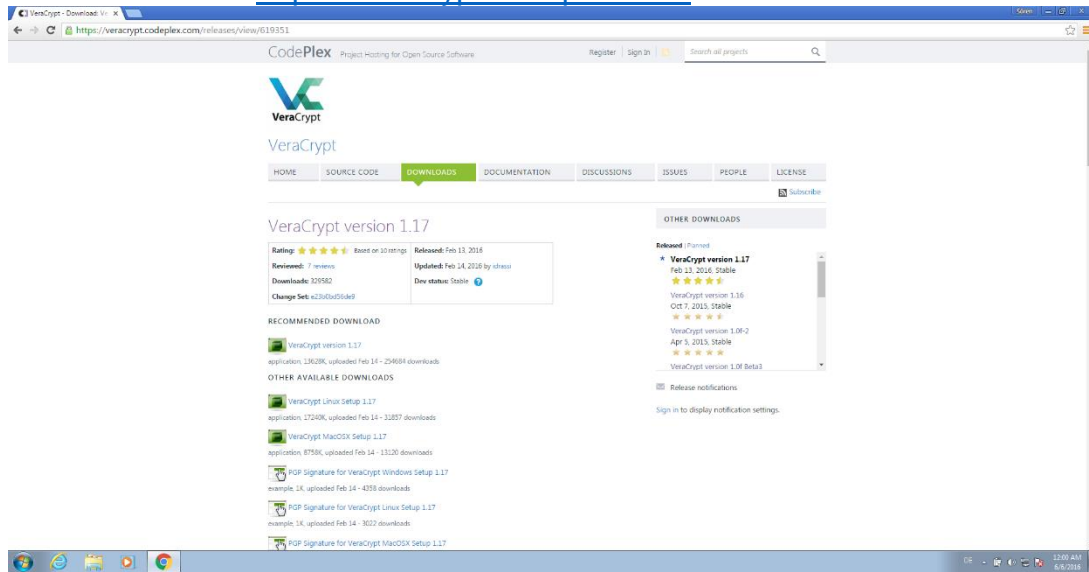 VeraCrypt - Download: Ve
Sören
https://veracrypt.codeplex.com/releases/view/619351
CodePlex Project Hosting for Open Source Software
Register Sign In
Search all projects
VeraCrypt
VeraCrypt
HOME SOURCE CODE DOWNLOADS DOCUMENTATION DISCUSSIONS ISSUES PEOPLE LICENSE
Subscribe
VeraCrypt version 1.17
Rating: Based on 10 ratings
Reviewed: 7 reviews
Downloads: 329582
Change Set:
Released: Feb 13, 2016
Updated: Feb 14, 2016 by idrassi
Dev status: Stable
RECOMMENDED DOWNLOAD
VeraCrypt version 1.17
application, 13628K, uploaded Feb 14 - 254684 downloads
OTHER AVAILABLE DOWNLOADS
VeraCrypt Linux Setup 1.17
application, 17240K, uploaded Feb 14 - 31857 downloads
VeraCrypt MacOSX Setup 1.17
application, 8758K, uploaded Feb 14 - 13120 downloads
PGP Signature for VeraCrypt Windows Setup 1.17
example, 1K, uploaded Feb 14 - 4358 downloads
PGP Signature for VeraCrypt Linux Setup 1.17
example, 1K, uploaded Feb 14 - 3022 downloads
PGP Signature for VeraCrypt MacOSX Setup 1.17
OTHER DOWNLOADS
Released | Planned
VeraCrypt version 1.17
Feb 13, 2016, Stable
VeraCrypt version 1.16
Oct 7, 2015, Stable
VeraCrypt version 1.0f-2
Apr 5, 2015, Stable
VeraCrypt version 1.0f Beta3
Release notifications
Sign in to display notification settings.
DE
12:00 AM
6/6/2016